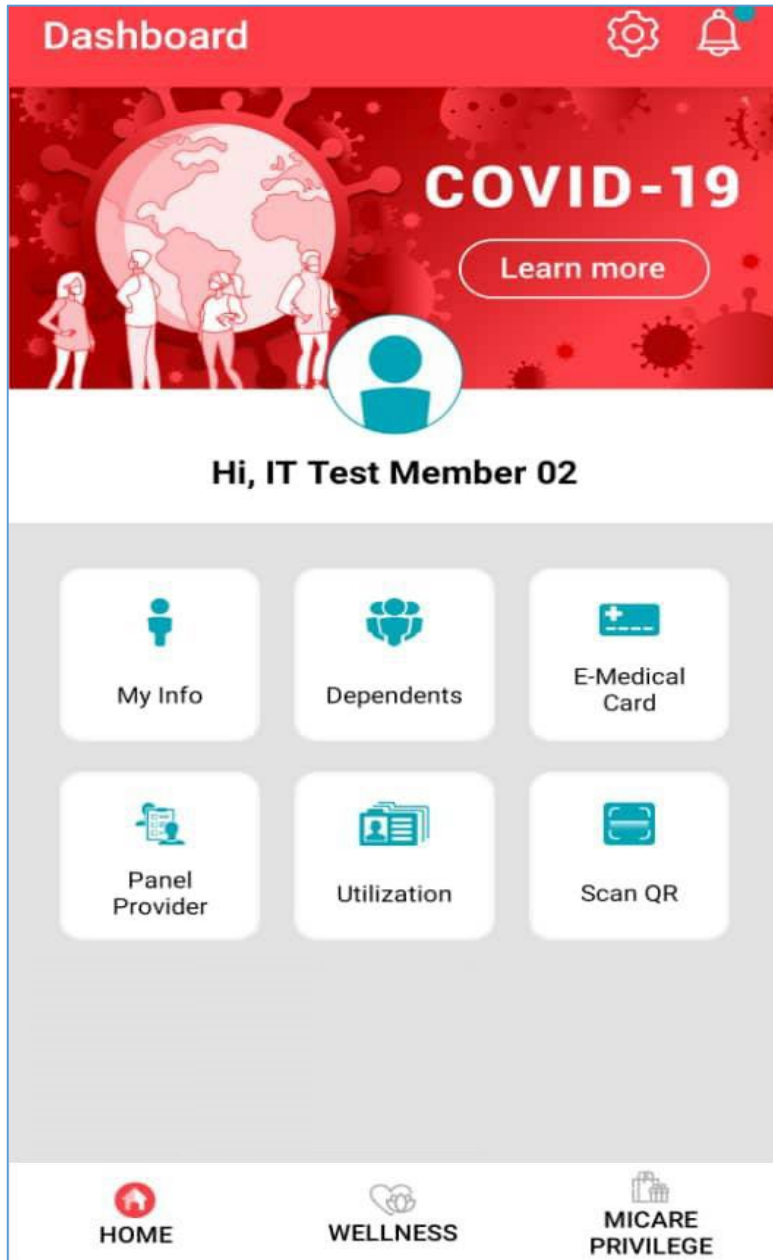 Dashboard
COVID-19
Learn more
Hi, IT Test Member 02
My Info
Dependents
E-Medical
Card
Panel
Provider
Utilization
Scan QR
HOME
WELLNESS
MICARE
PRIVILEGE